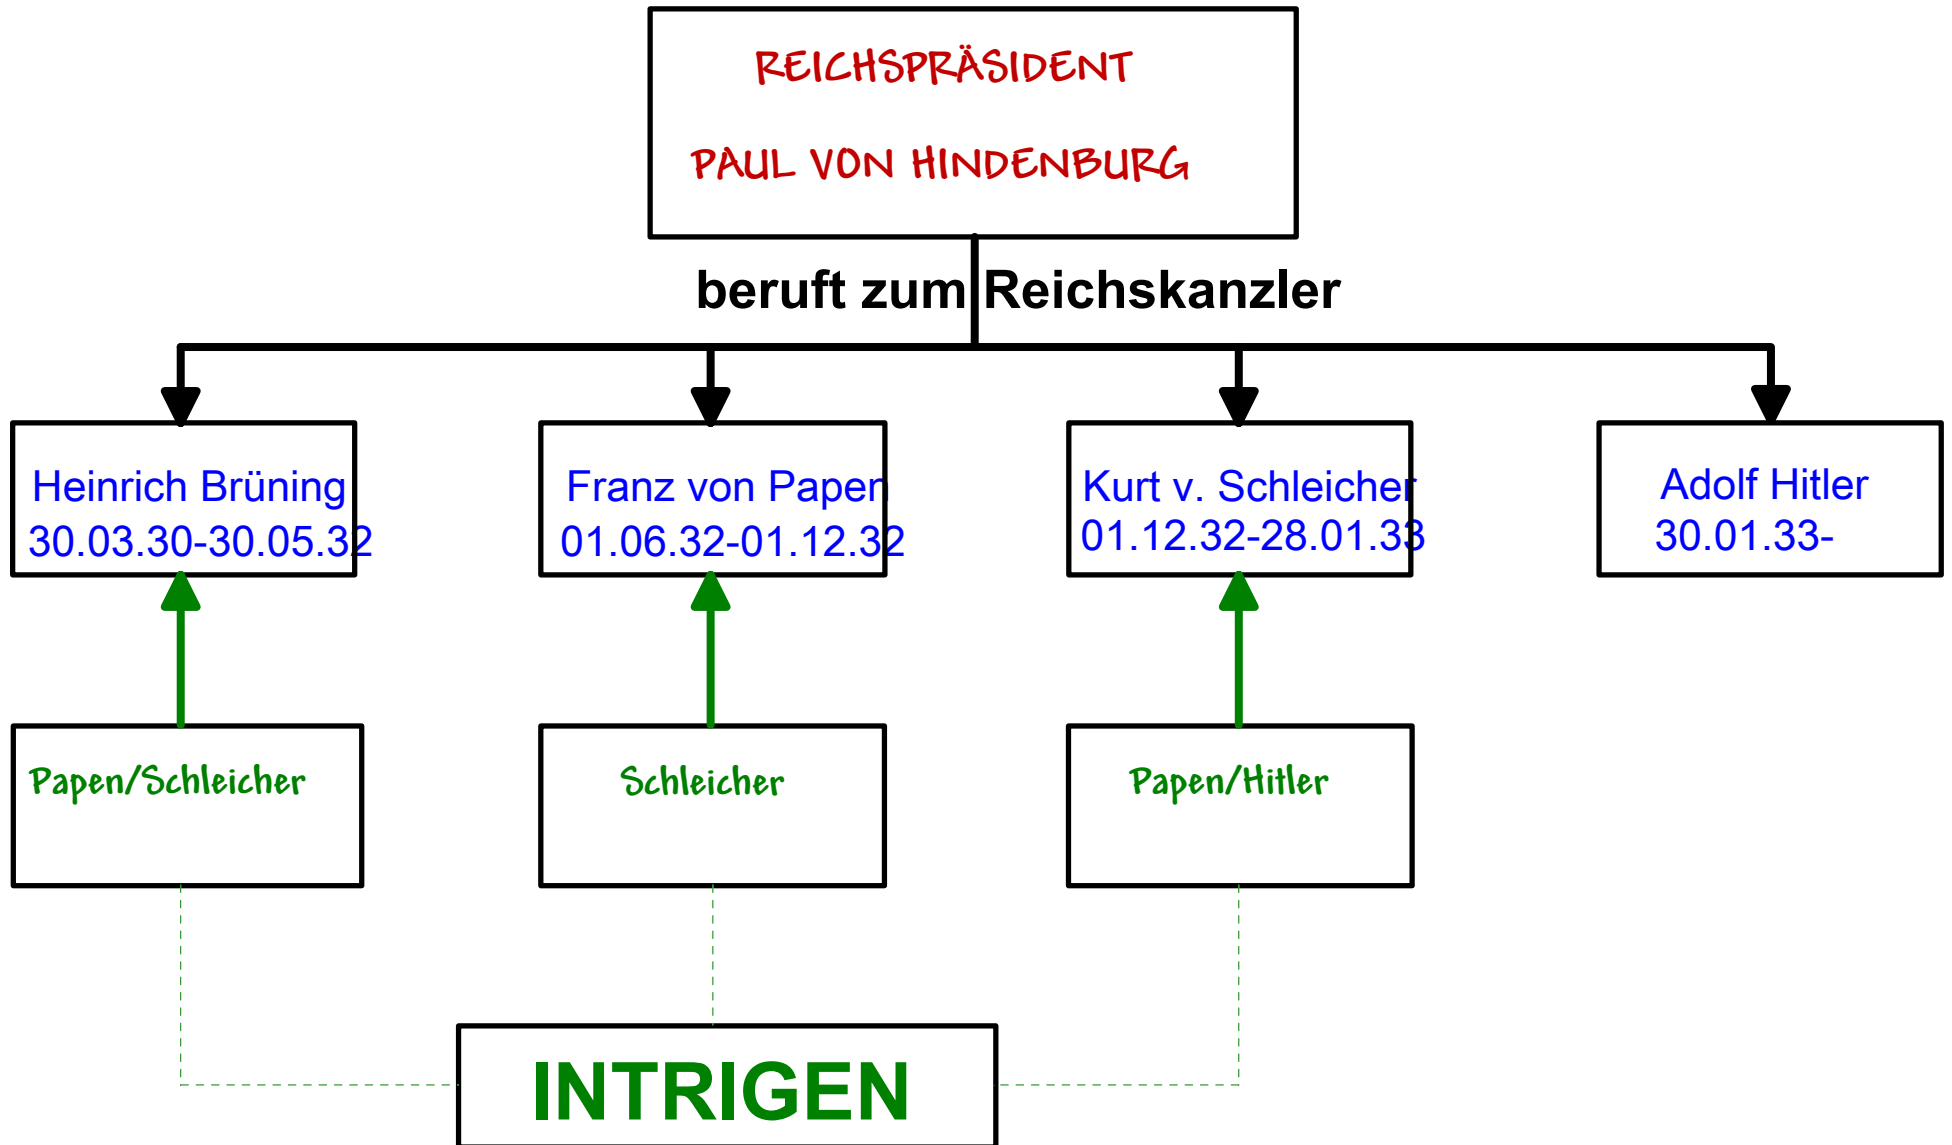 REICHSPRÄSIDENT
PAUL VON HINDENBURG
beruft zum Reichskanzler
Heinrich Brüning
30.03.30-30.05.32
Franz von Papen
01.06.32-01.12.32
Kurt v. Schleicher
01.12.32-28.01.33
Adolf Hitler
30.01.33-
Papen/Schleicher
Schleicher
Papen/Hitler
INTRIGEN